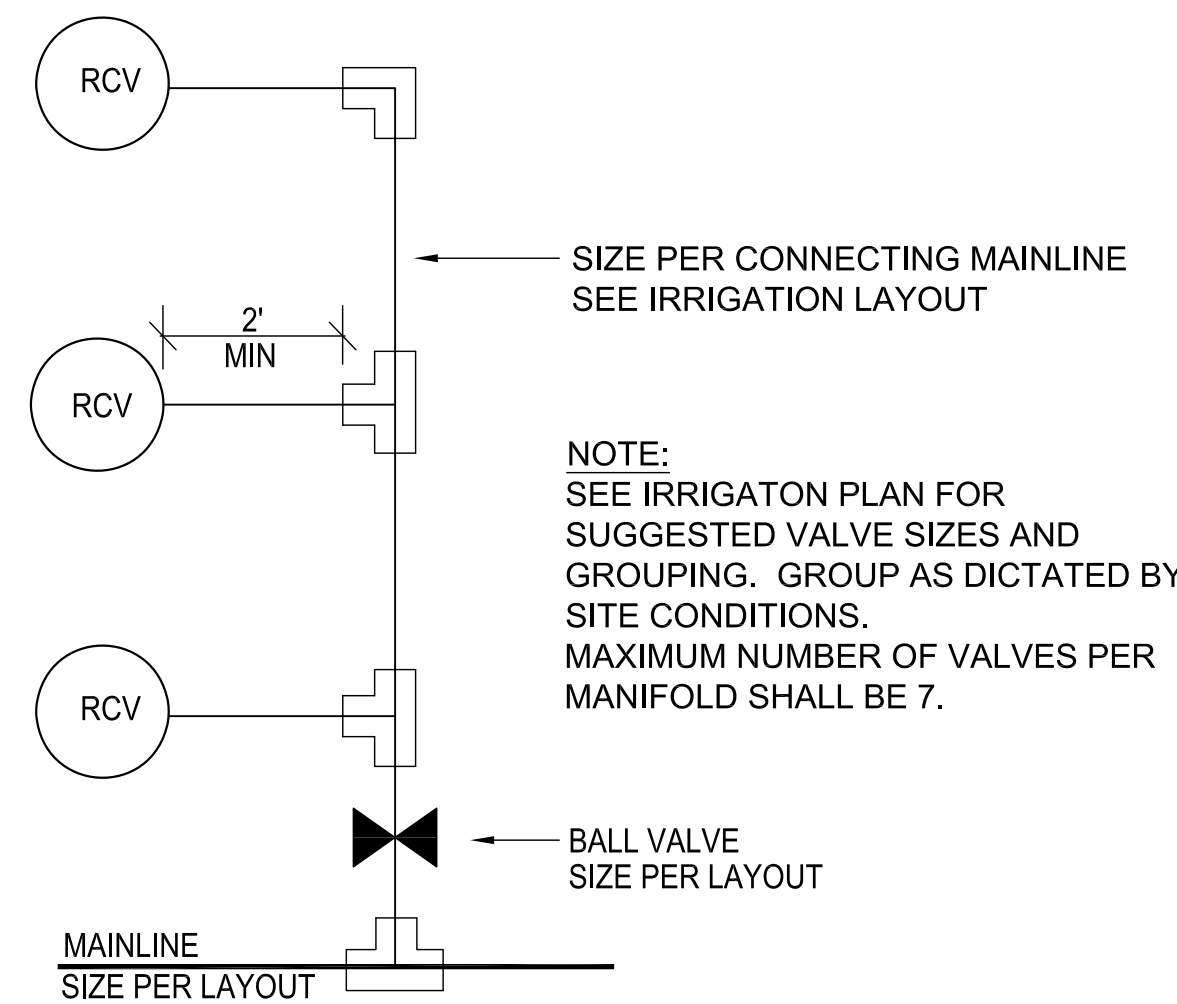 RCV
SIZE PER CONNECTING MAINLINE
SEE IRRIGATION LAYOUT
2'
MIN
RCV
NOTE:
SEE IRRIGATON PLAN FOR
SUGGESTED VALVE SIZES AND
GROUPING. GROUP AS DICTATED BY
SITE CONDITIONS.
MAXIMUM NUMBER OF VALVES PER
MANIFOLD SHALL BE 7.
RCV
BALL VALVE
SIZE PER LAYOUT
MAINLINE
SIZE PER LAYOUT